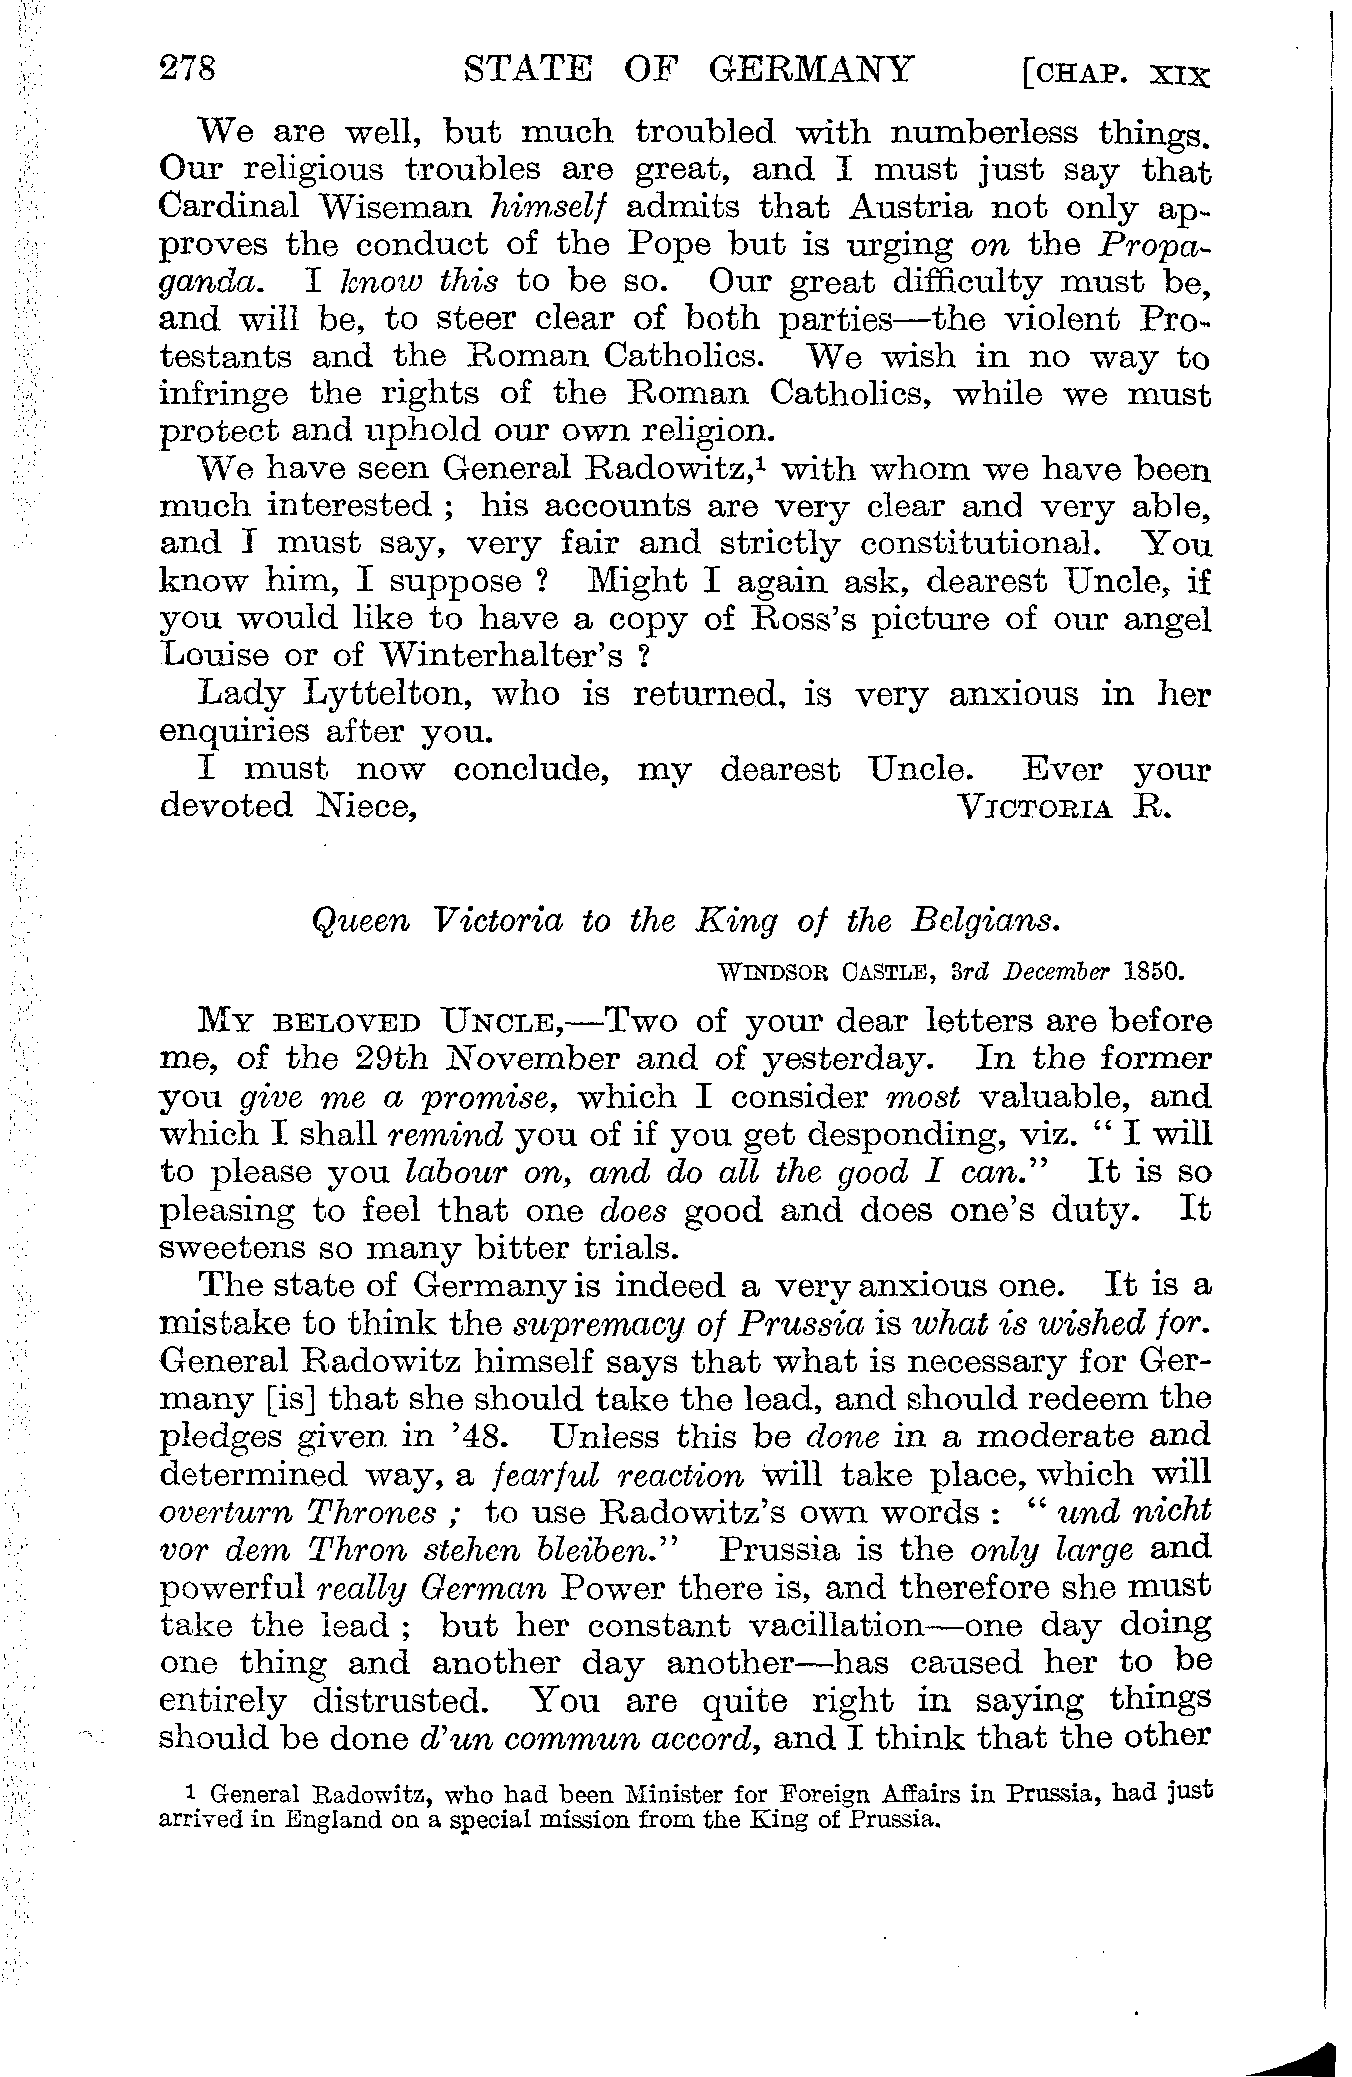 278 STATE OF GERMANY [CHAP. XIX
We are well, but much troubled with numberless things.
Our religious troubles are great, and I must just say that
Cardinal Wiseman himself admits that Austria not only ap-
proves the conduct of the Pope but is urging on the Propa-
ganda. I know this to be so. Our great difficulty must be,
and will be, to steer clear of both parties—the violent Pro-
testants and the Roman Catholics. We wish in no way to
infringe the rights of the Roman Catholics, while we must
protect and uphold our own religion.
We have seen General Radowitz,¹ with whom we have been
much interested ; his accounts are very clear and very able,
and I must say, very fair and strictly constitutional. You
know him, I suppose ? Might I again ask, dearest Uncle, if
you would like to have a copy of Ross's picture of our angel
Louise or of Winterhalter's ?
Lady Lyttelton, who is returned, is very anxious in her
enquiries after you.
I must now conclude, my dearest Uncle. Ever your
devoted Niece, VICTORIA R.
Queen Victoria to the King of the Belgians.
WINDSOR CASTLE, 3rd December 1850.
MY BELOVED UNCLE,—Two of your dear letters are before
me, of the 29th November and of yesterday. In the former
you give me a promise, which I consider most valuable, and
which I shall remind you of if you get desponding, viz. “ I will
to please you labour on, and do all the good I can.” It is so
pleasing to feel that one does good and does one's duty. It
sweetens so many bitter trials.
The state of Germany is indeed a very anxious one. It is a
mistake to think the supremacy of Prussia is what is wished for.
General Radowitz himself says that what is necessary for Ger-
many [is] that she should take the lead, and should redeem the
pledges given in '48. Unless this be done in a moderate and
determined way, a fearful reaction will take place, which will
overturn Thrones ; to use Radowitz's own words : “ und nicht
vor dem Thron stehen bleiben.” Prussia is the only large and
powerful really German Power there is, and therefore she must
take the lead ; but her constant vacillation—one day doing
one thing and another day another—has caused her to be
entirely distrusted. You are quite right in saying things
should be done d'un commun accord, and I think that the other
1 General Radowitz, who had been Minister for Foreign Affairs in Prussia, had just
arrived in England on a special mission from the King of Prussia.